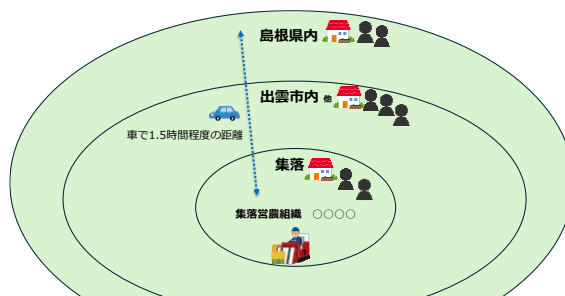 島根県内
出雲市内 他
車で1.5時間程度の距離
集落
集落営農組織 ○○○○